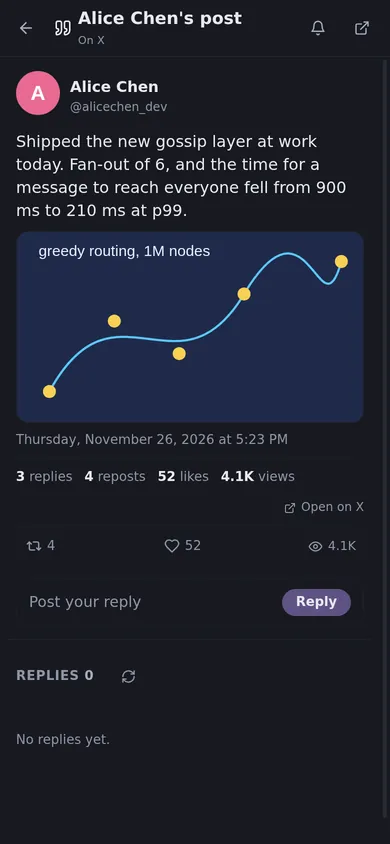 Alice Chen's post
On X
A
Alice Chen
@alicechen_dev
Shipped the new gossip layer at work
today. Fan-out of 6, and the time for a
message to reach everyone fell from 900
ms to 210 ms at p99.
greedy routing, 1M nodes
Thursday, November 26, 2026 at 5:23 PM
3 replies 4 reposts 52 likes 4.1K views
Open on X
4 52 4.1K
Post your reply Reply
REPLIES 0
No replies yet.